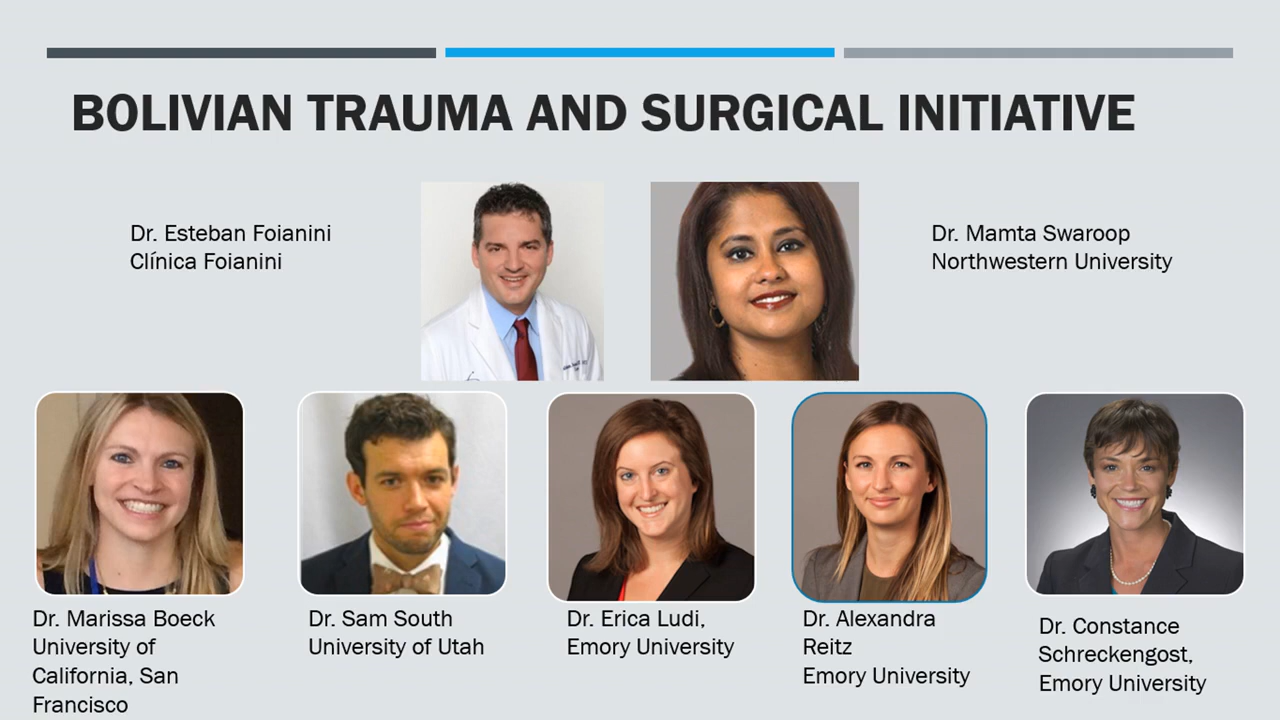 BOLIVIAN TRAUMA AND SURGICAL INITIATIVE
Dr. Esteban Foianini
Clínica Foianini
Dr. Mamta Swaroop
Northwestern University
Dr. Marissa Boeck
University of
California, San
Francisco
Dr. Sam South
University of Utah
Dr. Erica Ludi,
Emory University
Dr. Alexandra
Reitz
Emory University
Dr. Constance
Schreckengost,
Emory University